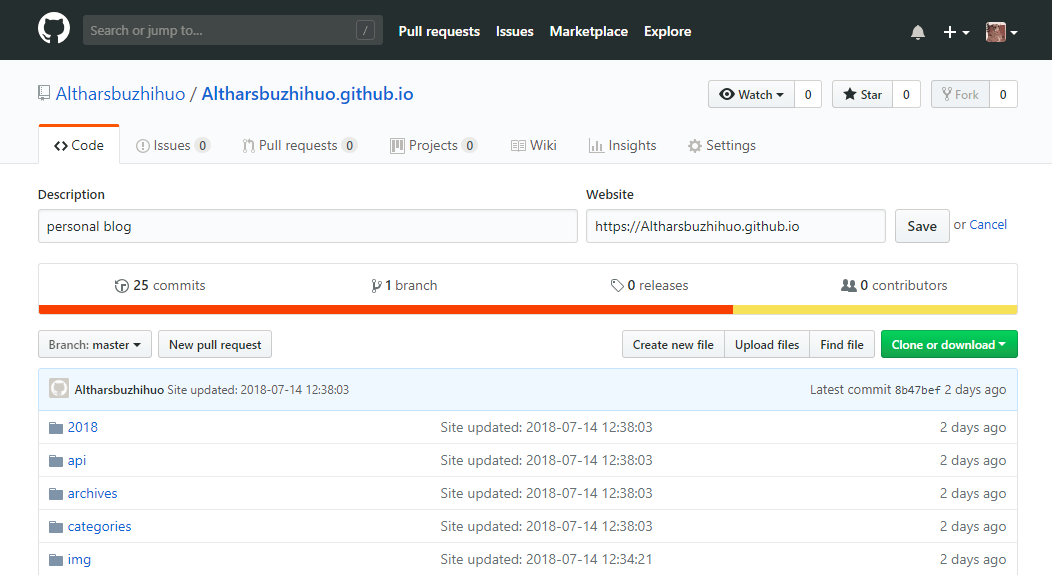 Search or jump to... /
Pull requests Issues Marketplace Explore
Altharsbuzhihuo / Altharsbuzhihuo.github.io
Watch 0 Star 0 Fork 0
Code Issues 0 Pull requests 0 Projects 0 Wiki Insights Settings
Description Website
personal blog https://Altharsbuzhihuo.github.io Save or Cancel
25 commits 1 branch 0 releases 0 contributors
Branch: master New pull request Create new file Upload files Find file Clone or download
Altharsbuzhihuo Site updated: 2018-07-14 12:38:03 Latest commit 8b47bef 2 days ago
2018 Site updated: 2018-07-14 12:38:03 2 days ago
api Site updated: 2018-07-14 12:38:03 2 days ago
archives Site updated: 2018-07-14 12:38:03 2 days ago
categories Site updated: 2018-07-14 12:38:03 2 days ago
img Site updated: 2018-07-14 12:34:21 2 days ago